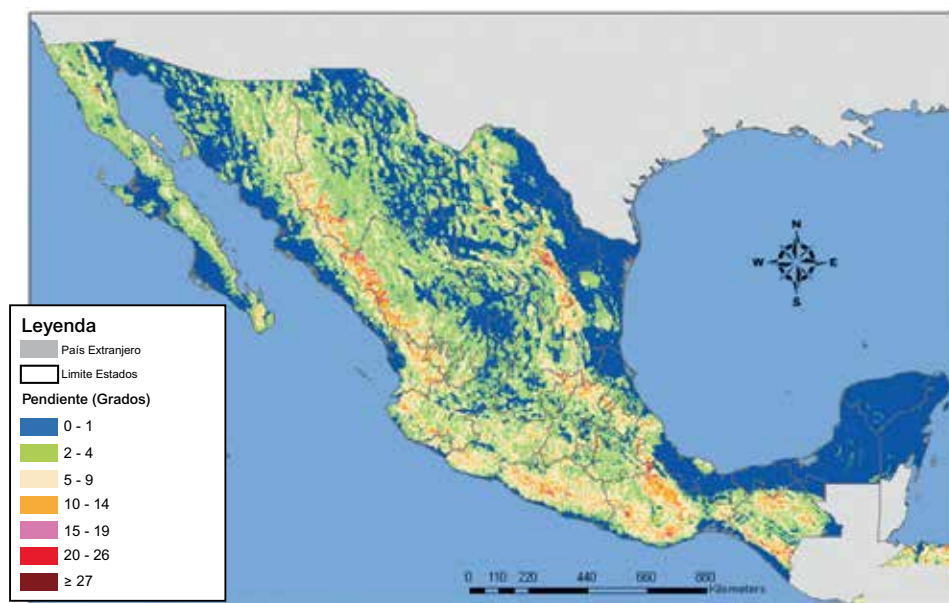 N
W E
S
Leyenda
País Extranjero
Limite Estados
Pendiente (Grados)
0 - 1
2 - 4
5 - 9
10 - 14
15 - 19
20 - 26
≥ 27
0 110 220 440 660 880
Kilometers